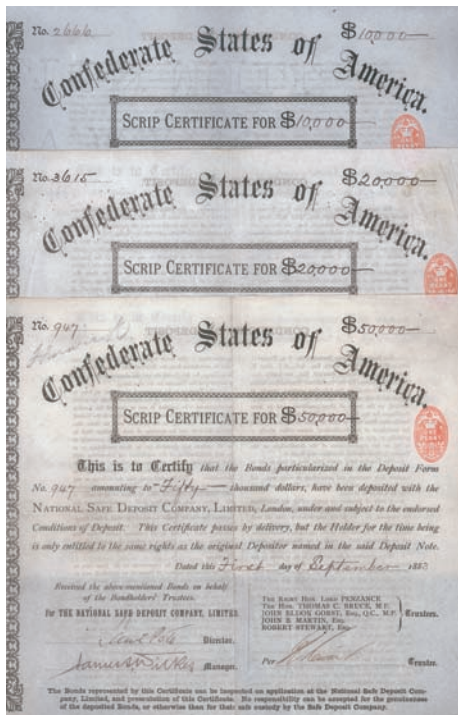 No. 2666
$10,000
Confederate States of America.
SCRIP CERTIFICATE FOR $10,000
No. 3615
$20,000
Confederate States of America.
SCRIP CERTIFICATE FOR $20,000
No. 947
$50,000
Confederate States of America.
SCRIP CERTIFICATE FOR $50,000
This is to Certify that the Bonds particularized in the Deposit Form
No. 947 amounting to Fifty thousand dollars, have been deposited with the
NATIONAL SAFE DEPOSIT COMPANY, LIMITED, London, under and subject to the endorsed
Conditions of Deposit. This Certificate passes by delivery, but the Holder for the time being
is only entitled to the same rights as the original Depositor named in the said Deposit Note.
Dated this First day of September 1883
Received the above-mentioned Bonds on behalf
of the Bondholders' Trustees.
For THE NATIONAL SAFE DEPOSIT COMPANY, LIMITED.
Director.
Manager.
THE RIGHT HON. LORD PENZANCE
THE HON. THOMAS C. BRUCE, M.P.
JOHN ELDON GORST, Esq., Q.C., M.P.
JOHN B. MARTIN, Esq.
ROBERT STEWART, Esq.
Trustees.
Per
Trustee.
The Bonds represented by this Certificate can be inspected on application at the National Safe Deposit Com-
pany, Limited, and presentation of this Certificate. No responsibility can be accepted for the genuineness
of the deposited Bonds, or otherwise than for their safe custody by the Safe Deposit Company.